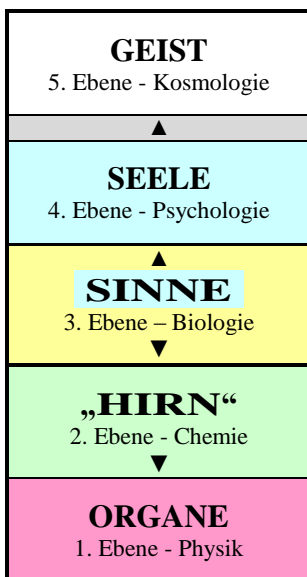 GEIST
5. Ebene - Kosmologie
▲
SEELE
4. Ebene - Psychologie
▲
SINNE
3. Ebene – Biologie
▼
„HIRN“
2. Ebene - Chemie
▼
ORGANE
1. Ebene - Physik